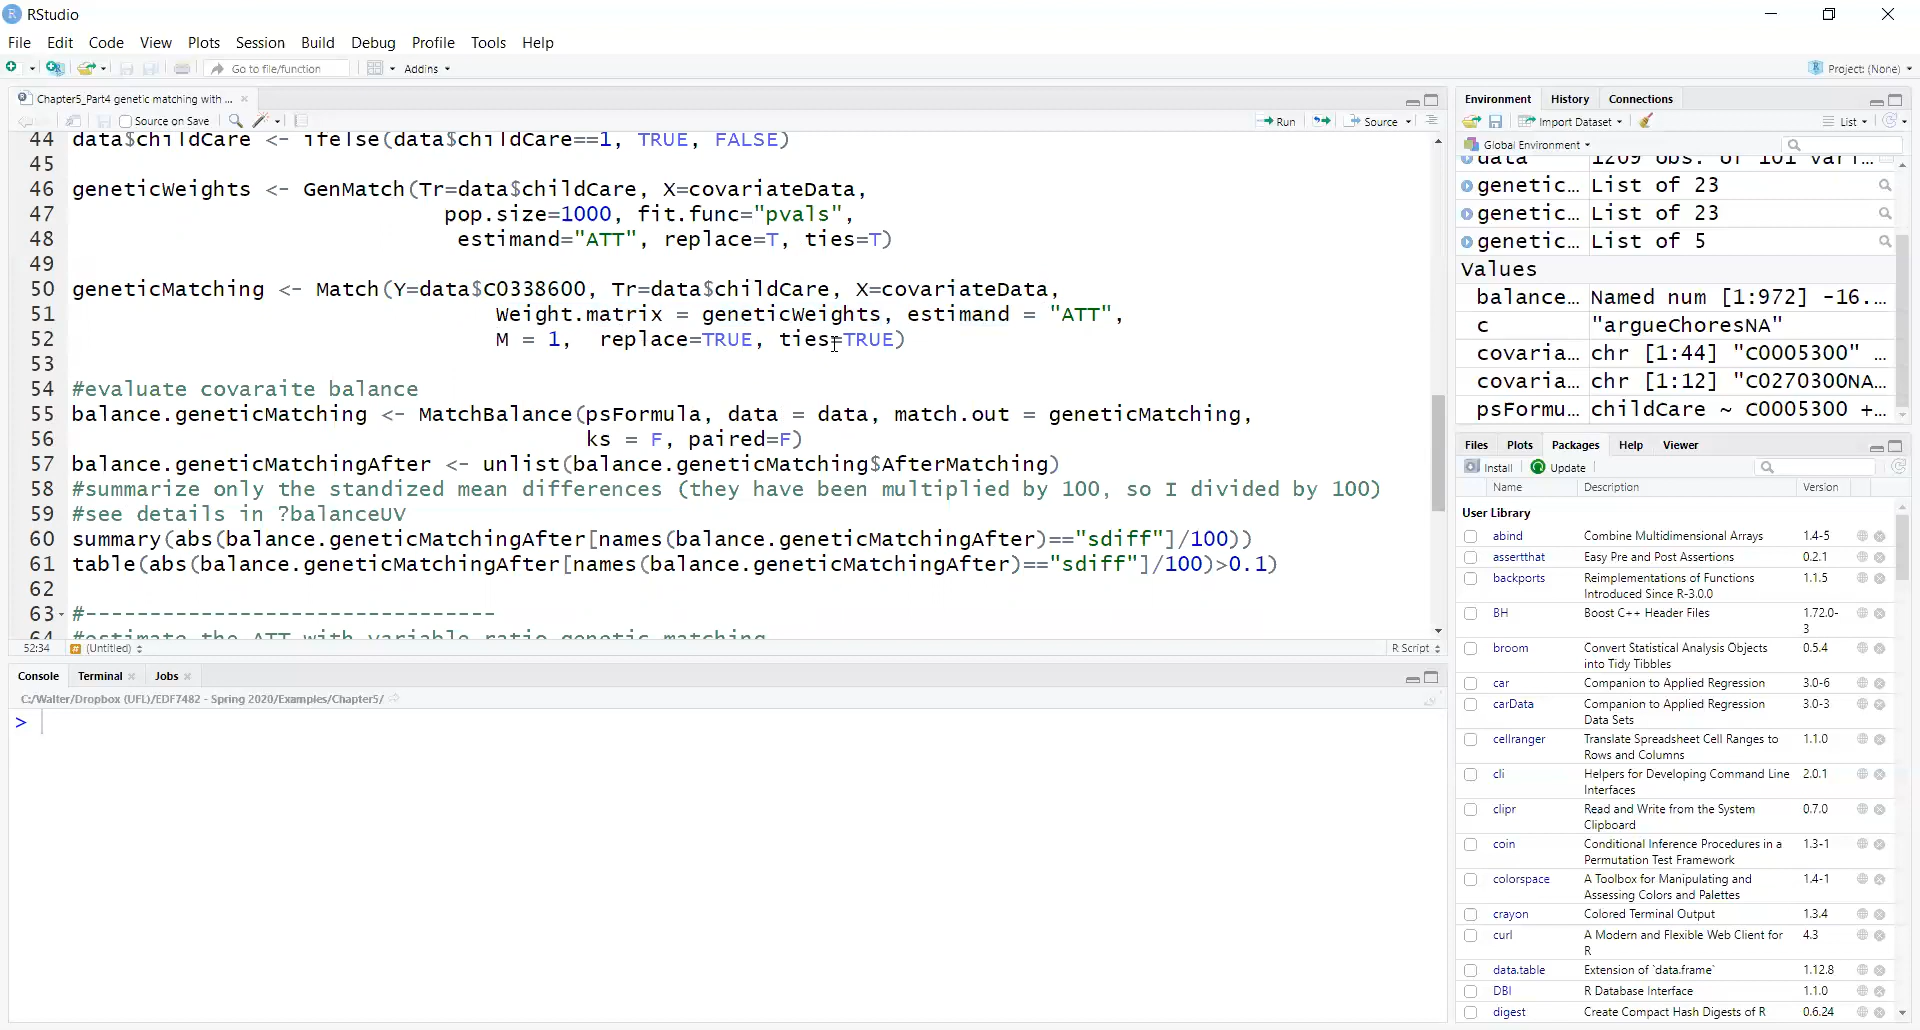 RStudio
File Edit Code View Plots Session Build Debug Profile Tools Help
Go to file/function Addins Project: (None)
Chapter5_Part4 genetic matching with ...
Source on Save Run Source
44 data$childCare <- ifelse(data$childCare==1, TRUE, FALSE)
45
46 geneticWeights <- GenMatch(Tr=data$childCare, X=covariateData,
47 pop.size=1000, fit.func="pvals",
48 estimand="ATT", replace=T, ties=T)
49
50 geneticMatching <- Match(Y=data$C0338600, Tr=data$childCare, X=covariateData,
51 Weight.matrix = geneticWeights, estimand = "ATT",
52 M = 1, replace=TRUE, ties=TRUE)
53
54 #evaluate covaraite balance
55 balance.geneticMatching <- MatchBalance(psFormula, data = data, match.out = geneticMatching,
56 ks = F, paired=F)
57 balance.geneticMatchingAfter <- unlist(balance.geneticMatching$AfterMatching)
58 #summarize only the standized mean differences (they have been multiplied by 100, so I divided by 100)
59 #see details in ?balanceUV
60 summary(abs(balance.geneticMatchingAfter[names(balance.geneticMatchingAfter)=="sdiff"]/100))
61 table(abs(balance.geneticMatchingAfter[names(balance.geneticMatchingAfter)=="sdiff"]/100)>0.1)
62
63 #--------------------------------
64 #estimate the ATT with variable ratio genetic matching
52:34 (Untitled) R Script
Console Terminal Jobs
C:/Walter/Dropbox (UFL)/EDF7482 - Spring 2020/Examples/Chapter5/
>
Environment History Connections
Import Dataset List
Global Environment
data 1209 obs. of 101 vari...
genetic... List of 23
genetic... List of 23
genetic... List of 5
Values
balance... Named num [1:972] -16....
c "argueChoresNA"
covaria... chr [1:44] "C0005300" ...
covaria... chr [1:12] "C0270300NA...
psFormu... childCare ~ C0005300 +...
Files Plots Packages Help Viewer
Install Update
Name Description Version
User Library
abind Combine Multidimensional Arrays 1.4-5
assertthat Easy Pre and Post Assertions 0.2.1
backports Reimplementations of Functions 1.1.5
Introduced Since R-3.0.0
BH Boost C++ Header Files 1.72.0-
3
broom Convert Statistical Analysis Objects 0.5.4
into Tidy Tibbles
car Companion to Applied Regression 3.0-6
carData Companion to Applied Regression 3.0-3
Data Sets
cellranger Translate Spreadsheet Cell Ranges to 1.1.0
Rows and Columns
cli Helpers for Developing Command Line 2.0.1
Interfaces
clipr Read and Write from the System 0.7.0
Clipboard
coin Conditional Inference Procedures in a 1.3-1
Permutation Test Framework
colorspace A Toolbox for Manipulating and 1.4-1
Assessing Colors and Palettes
crayon Colored Terminal Output 1.3.4
curl A Modern and Flexible Web Client for 4.3
R
data.table Extension of `data.frame` 1.12.8
DBI R Database Interface 1.1.0
digest Create Compact Hash Digests of R 0.6.24